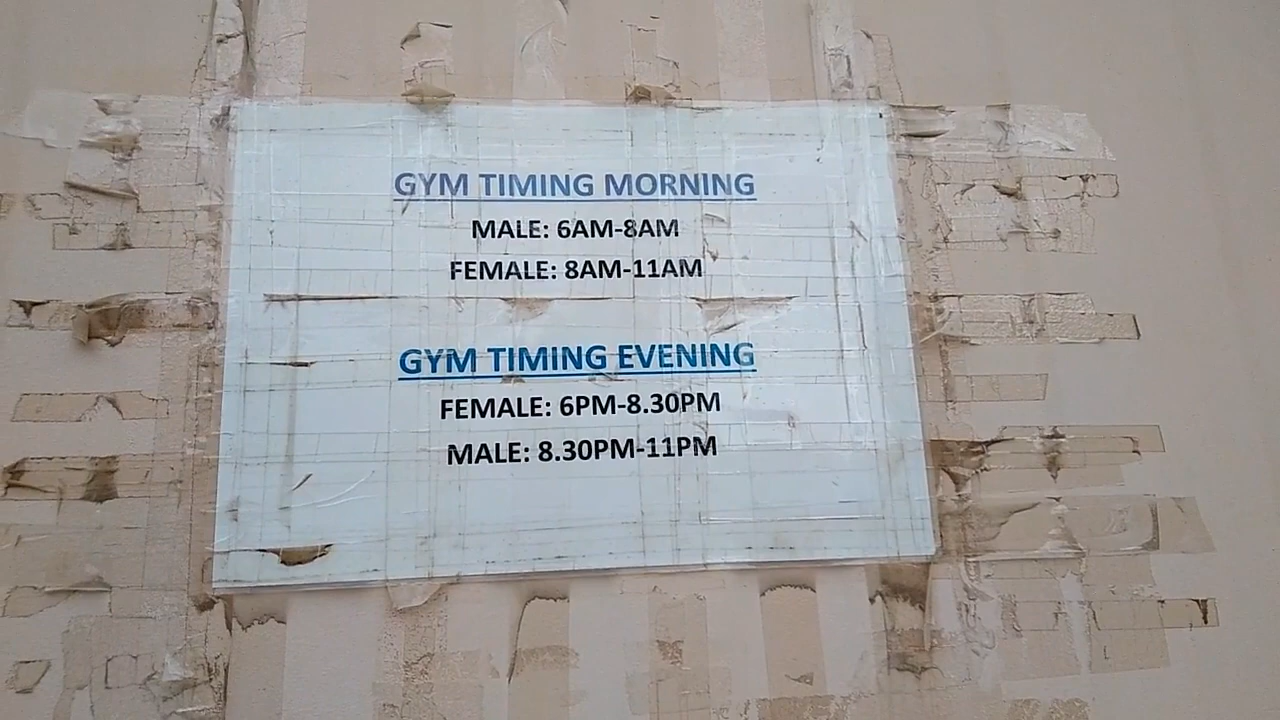 GYM TIMING MORNING
MALE: 6AM-8AM
FEMALE: 8AM-11AM
GYM TIMING EVENING
FEMALE: 6PM-8.30PM
MALE: 8.30PM-11PM